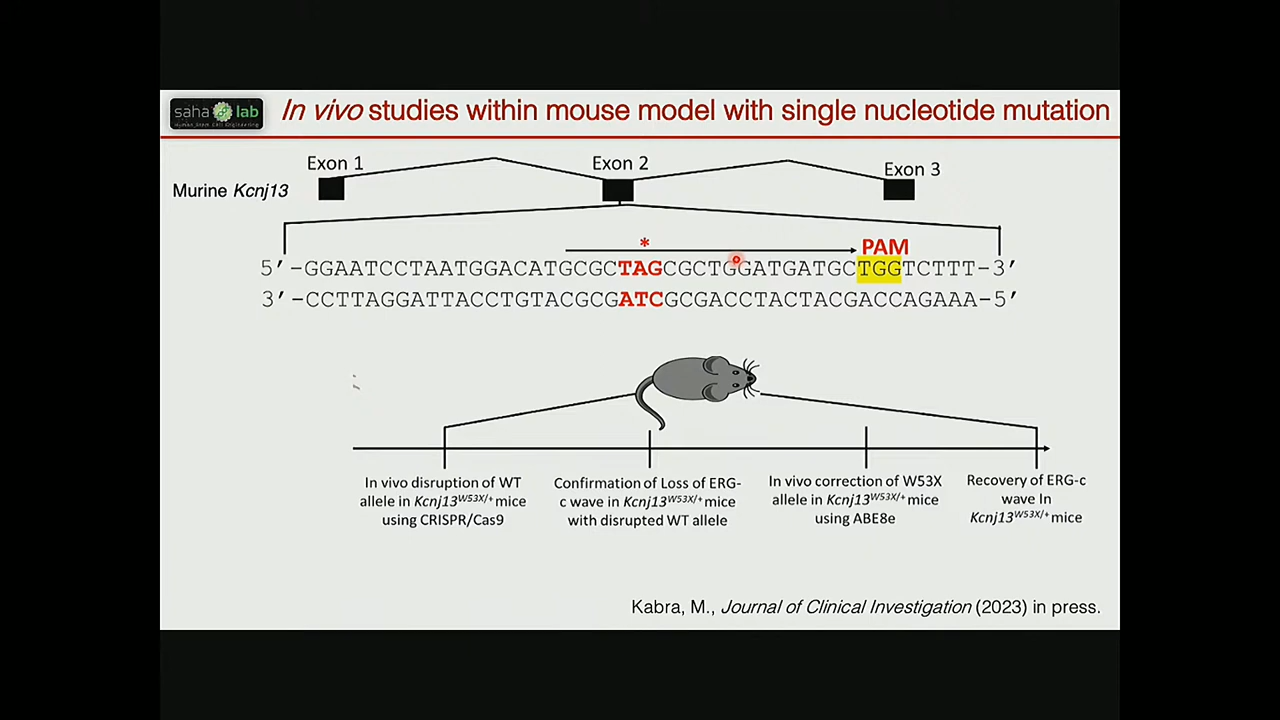 saha lab
In vivo studies within mouse model with single nucleotide mutation
Exon 1
Exon 2
Exon 3
Murine Kcnj13
*
PAM
5’-GGAATCCTAATGGACATGCGCTAGCGCTGGATGATGCTGGTCTTT-3’
3’-CCTTAGGATTACCTGTACGCGATCGCGACCTACTACGACCAGAAA-5’
In vivo disruption of WT
allele in Kcnj13W53X/+ mice
using CRISPR/Cas9
Confirmation of Loss of ERG-
c wave in Kcnj13W53X/+ mice
with disrupted WT allele
In vivo correction of W53X
allele in Kcnj13W53X/+ mice
using ABE8e
Recovery of ERG-c
wave In
Kcnj13W53X/+ mice
Kabra, M., Journal of Clinical Investigation (2023) in press.